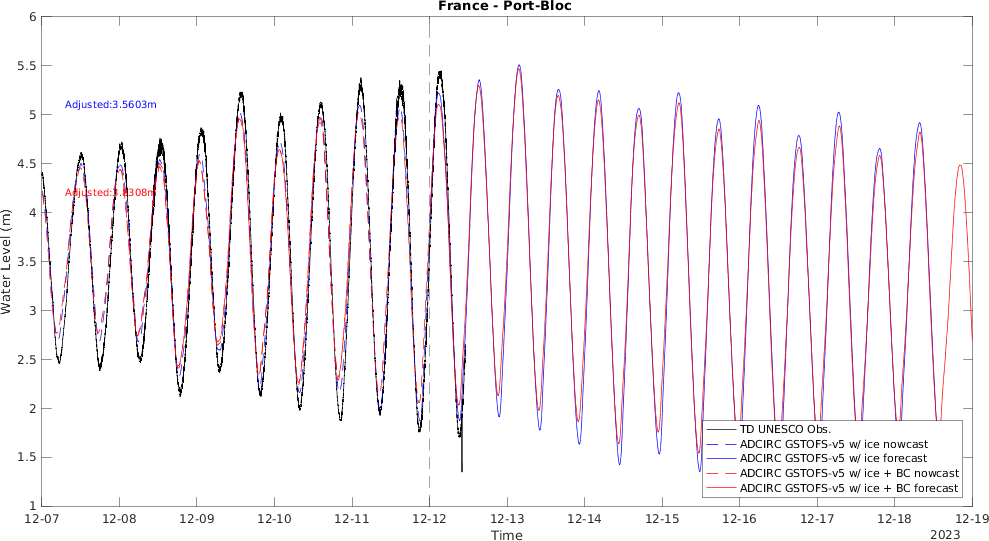 France - Port-Bloc
6
5.5
5
4.5
4
3.5
3
2.5
2
1.5
1
Water Level (m)
Adjusted:3.5603m
Adjusted:3.8308m
TD UNESCO Obs.
ADCIRC GSTOFS-v5 w/ ice nowcast
ADCIRC GSTOFS-v5 w/ ice forecast
ADCIRC GSTOFS-v5 w/ ice + BC nowcast
ADCIRC GSTOFS-v5 w/ ice + BC forecast
12-07 12-08 12-09 12-10 12-11 12-12 12-13 12-14 12-15 12-16 12-17 12-18 12-19
Time
2023